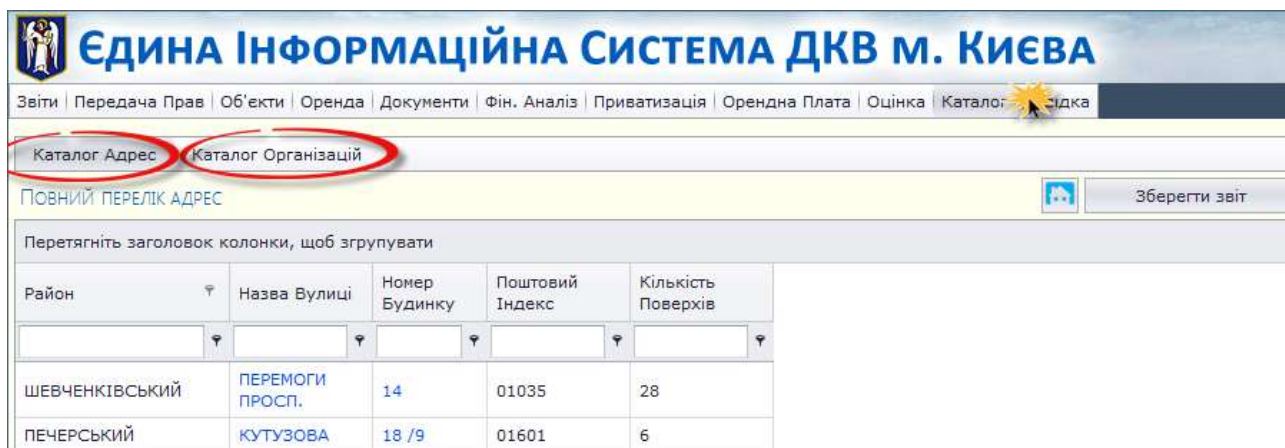 Єдина Інформаційна Система ДКВ м. Києва
Звіти | Передача Прав | Об'єкти | Оренда | Документи | Фін. Аналіз | Приватизація | Орендна Плата | Оцінка | Каталог
Каталог Адрес Каталог Організацій
Повний перелік адрес Зберегти звіт
Перетягніть заголовок колонки, щоб згрупувати
Район Назва Вулиці Номер Будинку Поштовий Індекс Кількість Поверхів
ШЕВЧЕНКІВСЬКИЙ ПЕРЕМОГИ ПРОСП. 14 01035 28
ПЕЧЕРСЬКИЙ КУТУЗОВА 18 /9 01601 6